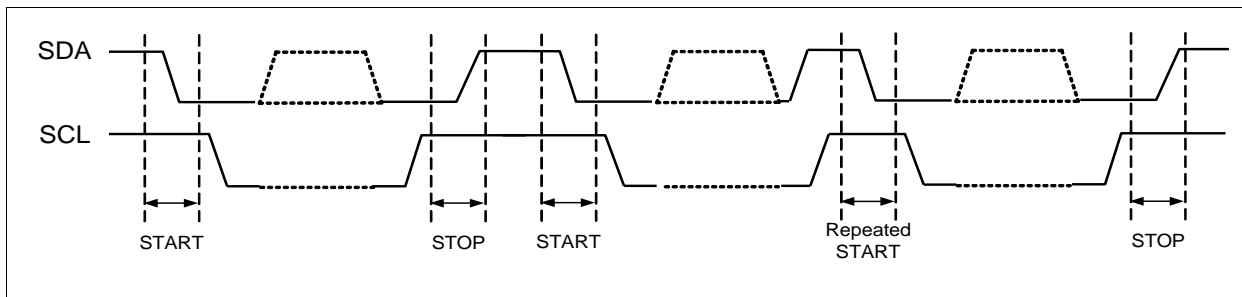 SDA
SCL
START
STOP
START
Repeated
START
STOP